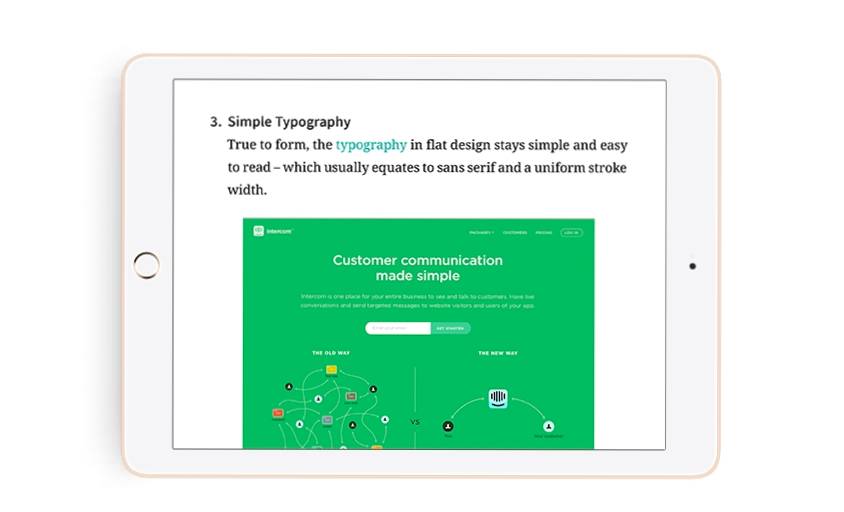 3. Simple Typography
True to form, the typography in flat design stays simple and easy
to read – which usually equates to sans serif and a uniform stroke
width.
Intercom
PACKAGES CUSTOMERS PRICING LOG IN
Customer communication
made simple
Intercom is one place for your entire business to see and talk to customers. Have live
conversations and send targeted messages to website visitors and users of your app.
Enter your email GET STARTED
THE OLD WAY THE NEW WAY
VS
You Your customer